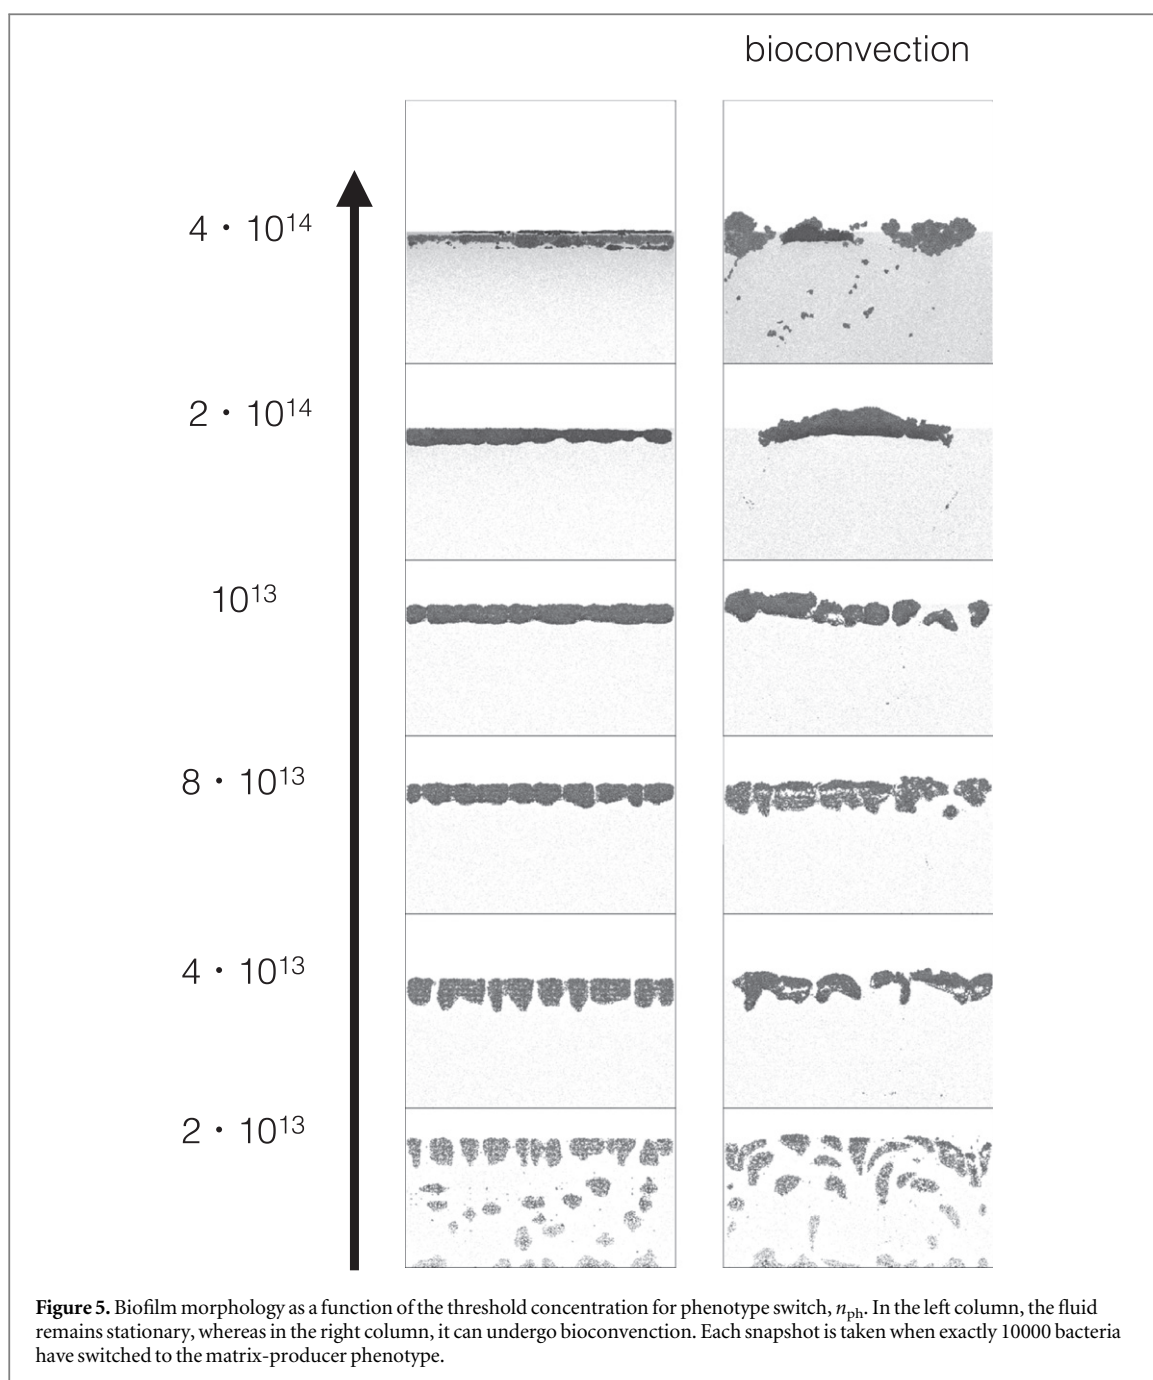 bioconvection
4 · 10¹⁴
2 · 10¹⁴
10¹³
8 · 10¹³
4 · 10¹³
2 · 10¹³
Figure 5. Biofilm morphology as a function of the threshold concentration for phenotype switch, nₚₕ. In the left column, the fluid
remains stationary, whereas in the right column, it can undergo bioconvenction. Each snapshot is taken when exactly 10000 bacteria
have switched to the matrix-producer phenotype.